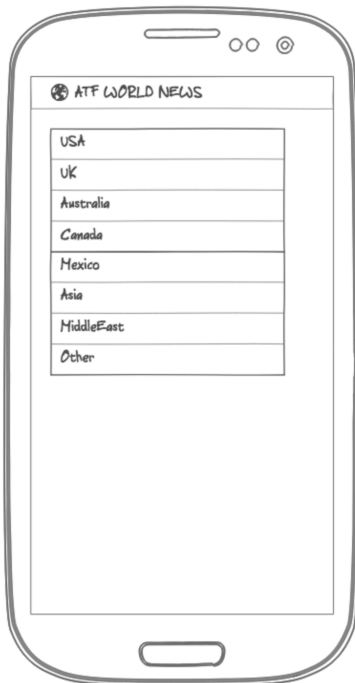 ATF WORLD NEWS
USA
UK
Australia
Canada
Mexico
Asia
MiddleEast
Other